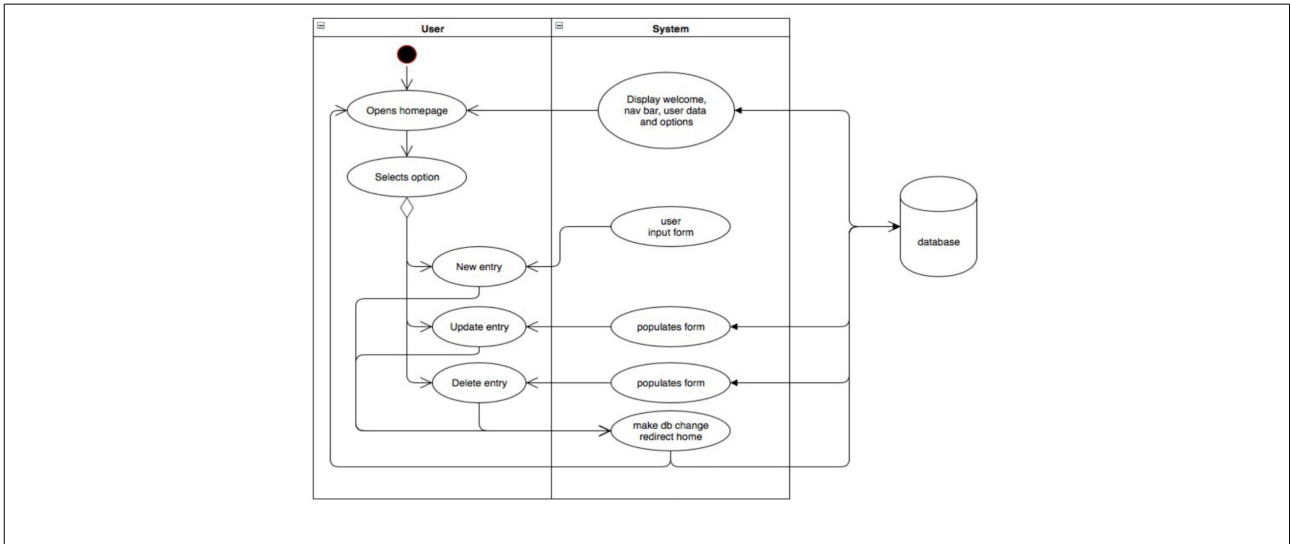 User
System
Opens homepage
Display welcome,
nav bar, user data
and options
Selects option
user
input form
database
New entry
Update entry
populates form
Delete entry
populates form
make db change
redirect home